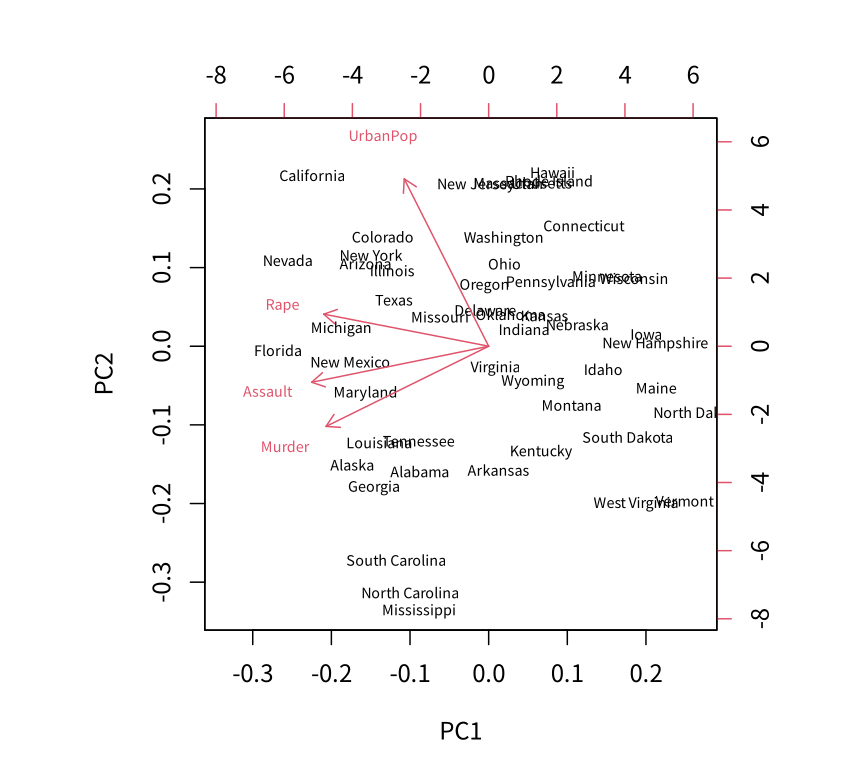 -8 -6 -4 -2 0 2 4 6
UrbanPop
California
Hawaii
New Jersey
Rhode Island
Connecticut
Colorado
Washington
New York
Nevada
Arizona
Ohio
Illinois
Oregon
Pennsylvania
Minnesota
Wisconsin
Rape
Texas
Delaware
Missouri
Oklahoma
Kansas
Michigan
Indiana
Nebraska
Iowa
New Hampshire
Florida
New Mexico
Virginia
Idaho
Wyoming
Assault
Maryland
Maine
Montana
North Dal
Murder
Louisiana
Tennessee
South Dakota
Kentucky
Alaska
Alabama
Arkansas
Georgia
West Virginia
Vermont
South Carolina
North Carolina
Mississippi
-0.3 -0.2 -0.1 0.0 0.1 0.2
PC1
-0.3 -0.2 -0.1 0.0 0.1 0.2
PC2
-8 -6 -4 -2 0 2 4 6